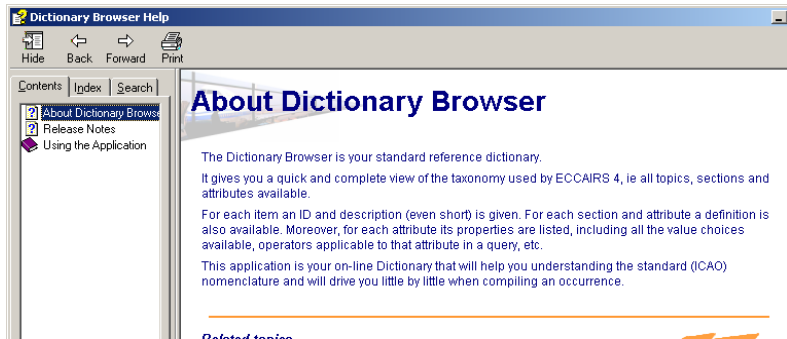 Dictionary Browser Help
Hide Back Forward Print
Contents Index Search
About Dictionary Browse
Release Notes
Using the Application
About Dictionary Browser
The Dictionary Browser is your standard reference dictionary.
It gives you a quick and complete view of the taxonomy used by ECCAIRS 4, ie all topics, sections and
attributes available.
For each item an ID and description (even short) is given. For each section and attribute a definition is
also available. Moreover, for each attribute its properties are listed, including all the value choices
available, operators applicable to that attribute in a query, etc.
This application is your on-line Dictionary that will help you understanding the standard (ICAO)
nomenclature and will drive you little by little when compiling an occurrence.
Related topics